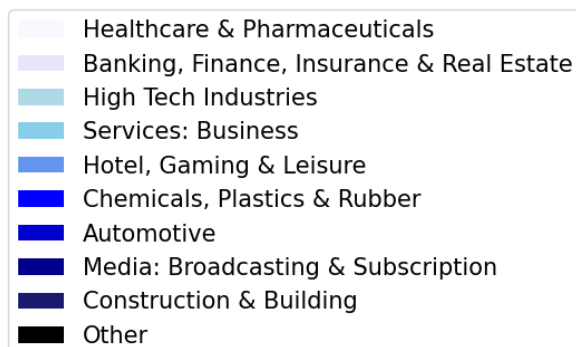 Healthcare & Pharmaceuticals
Banking, Finance, Insurance & Real Estate
High Tech Industries
Services: Business
Hotel, Gaming & Leisure
Chemicals, Plastics & Rubber
Automotive
Media: Broadcasting & Subscription
Construction & Building
Other